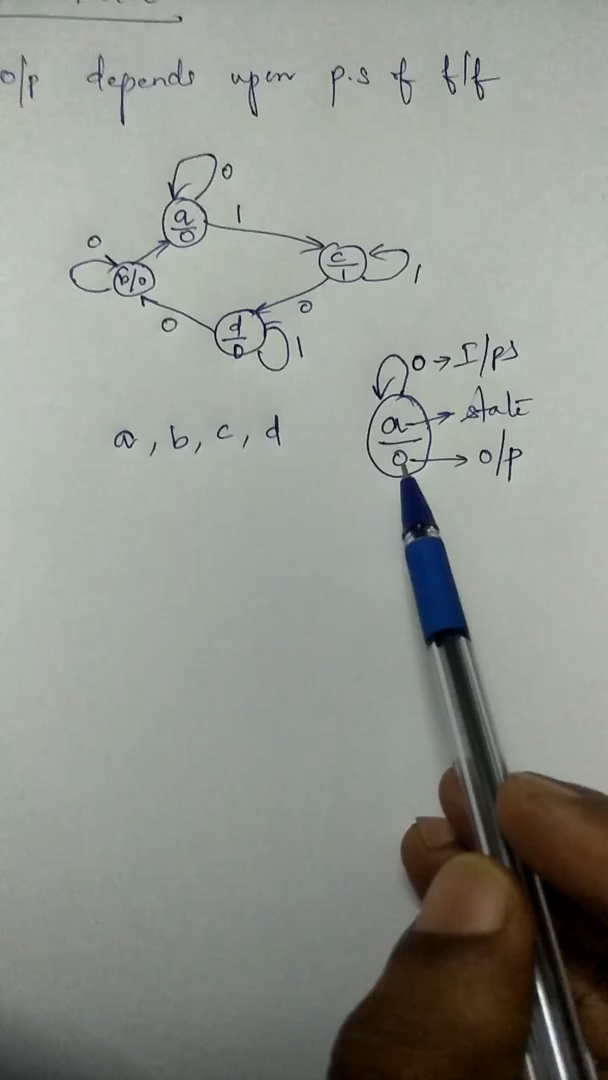 o/p depends upon p.s of f/f
0
a
0
1
0
b/0
c
1
1
0
0
d
0
1
0 → I/ps
a → state
0 → o/p
a, b, c, d